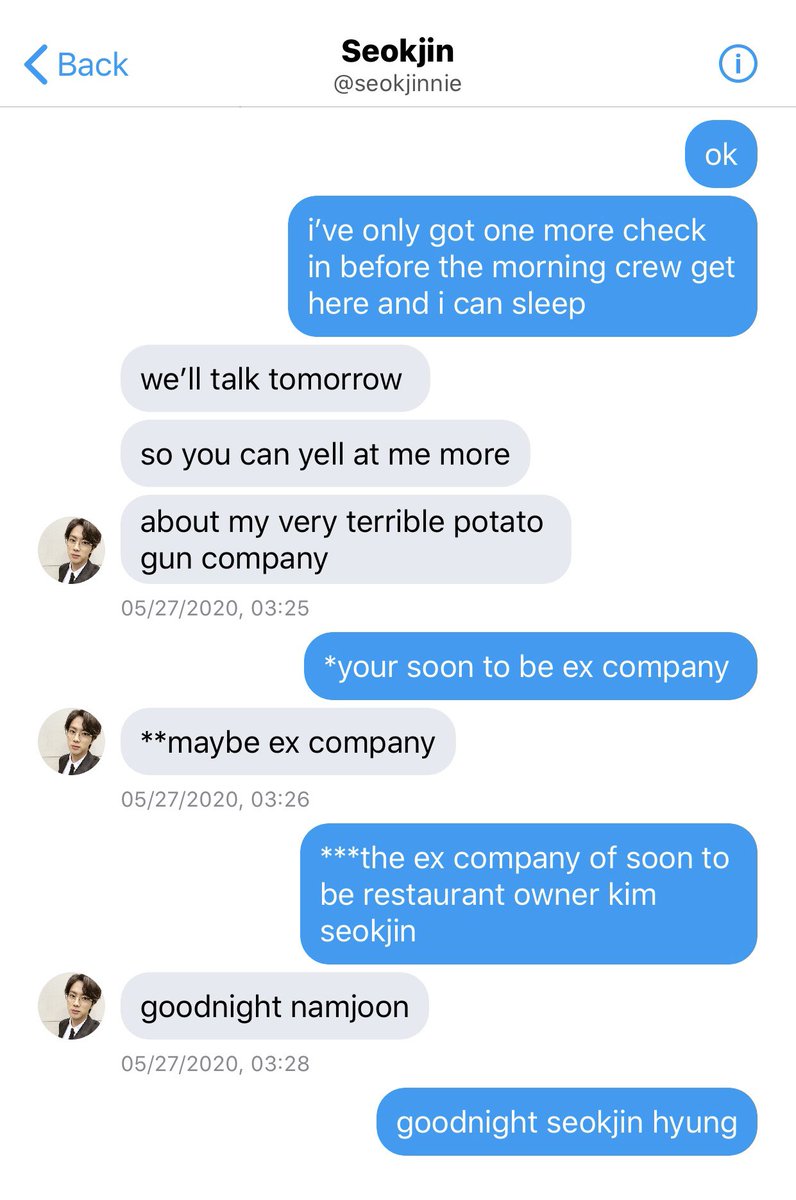 Back
Seokjin
@seokjinnie
ok
i’ve only got one more check
in before the morning crew get
here and i can sleep
we’ll talk tomorrow
so you can yell at me more
about my very terrible potato
gun company
05/27/2020, 03:25
*your soon to be ex company
**maybe ex company
05/27/2020, 03:26
***the ex company of soon to
be restaurant owner kim
seokjin
goodnight namjoon
05/27/2020, 03:28
goodnight seokjin hyung